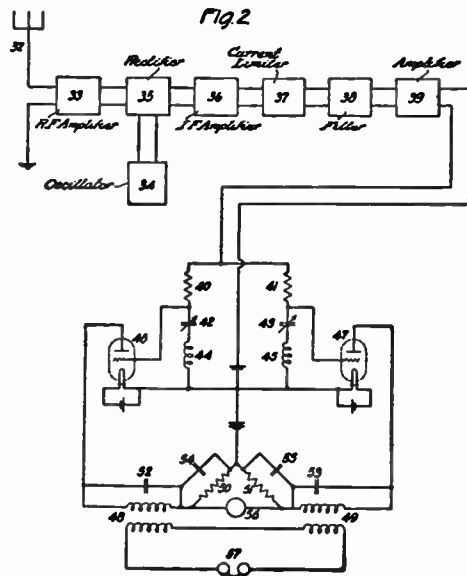 Fig.2
Current
Limiter
Rectifier
Amplifier
32
33
35
36
37
38
39
R.F Amplifier
I.F Amplifier
Filter
Oscillator
34
40
41
42
43
44
45
46
47
52
54
55
53
50
51
56
48
49
57